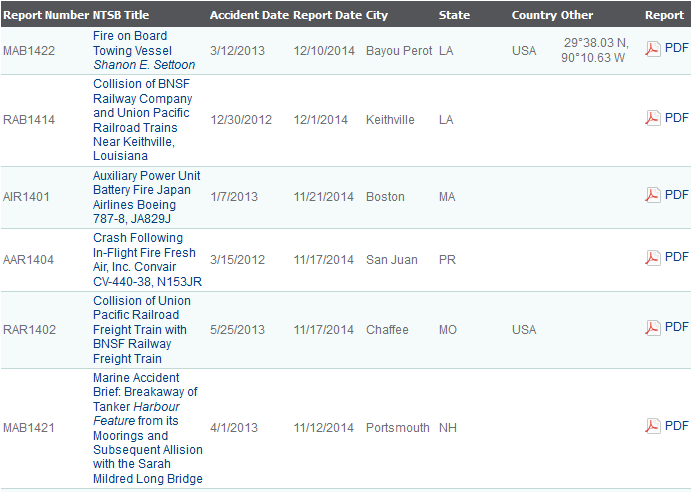 Report Number NTSB Title Accident Date Report Date City State Country Other Report
MAB1422 Fire on Board Towing Vessel Shanon E. Settoon 3/12/2013 12/10/2014 Bayou Perot LA USA 29°38.03 N, 90°10.63 W PDF
RAB1414 Collision of BNSF Railway Company and Union Pacific Railroad Trains Near Keithville, Louisiana 12/30/2012 12/1/2014 Keithville LA PDF
AIR1401 Auxiliary Power Unit Battery Fire Japan Airlines Boeing 787-8, JA829J 1/7/2013 11/21/2014 Boston MA PDF
AAR1404 Crash Following In-Flight Fire Fresh Air, Inc. Convair CV-440-38, N153JR 3/15/2012 11/17/2014 San Juan PR PDF
RAR1402 Collision of Union Pacific Railroad Freight Train with BNSF Railway Freight Train 5/25/2013 11/17/2014 Chaffee MO USA PDF
MAB1421 Marine Accident Brief: Breakaway of Tanker Harbour Feature from its Moorings and Subsequent Allision with the Sarah Mildred Long Bridge 4/1/2013 11/12/2014 Portsmouth NH PDF